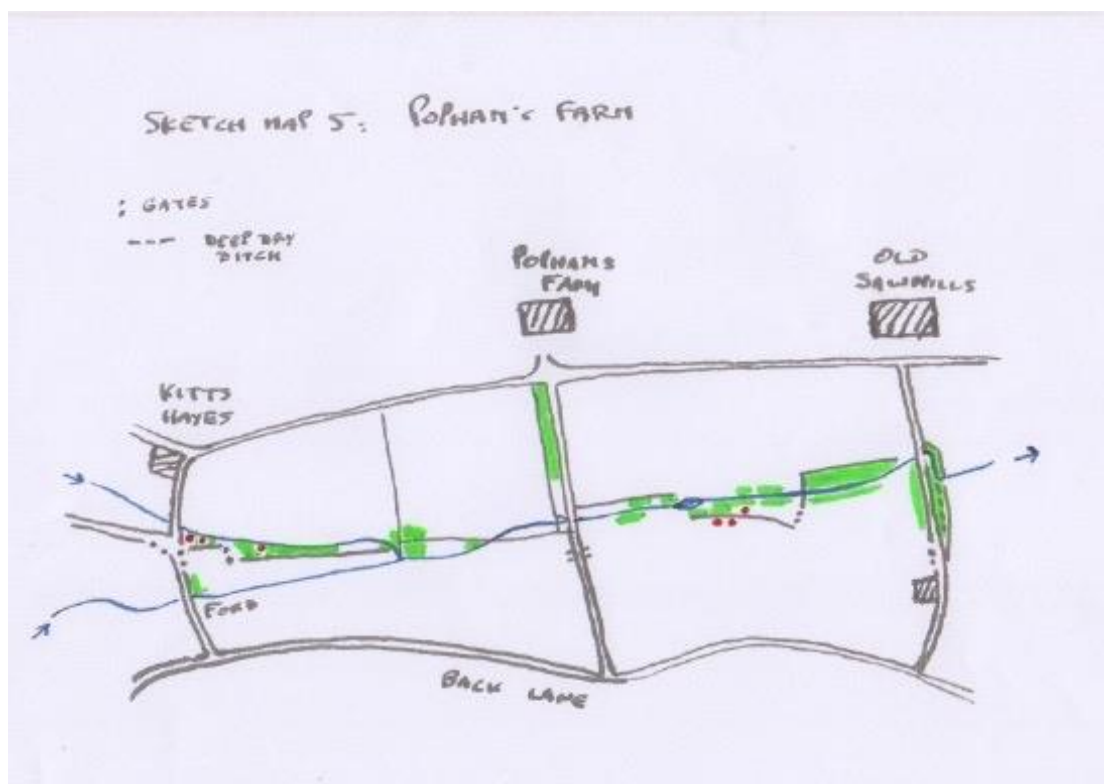 SKETCH MAP 5: POPHAM'S FARM
: GATES
--- DEEP DRY
DITCH
POPHAMS
FARM
OLD
SAWMILLS
KITTS
HAYES
FORD
BACK LANE